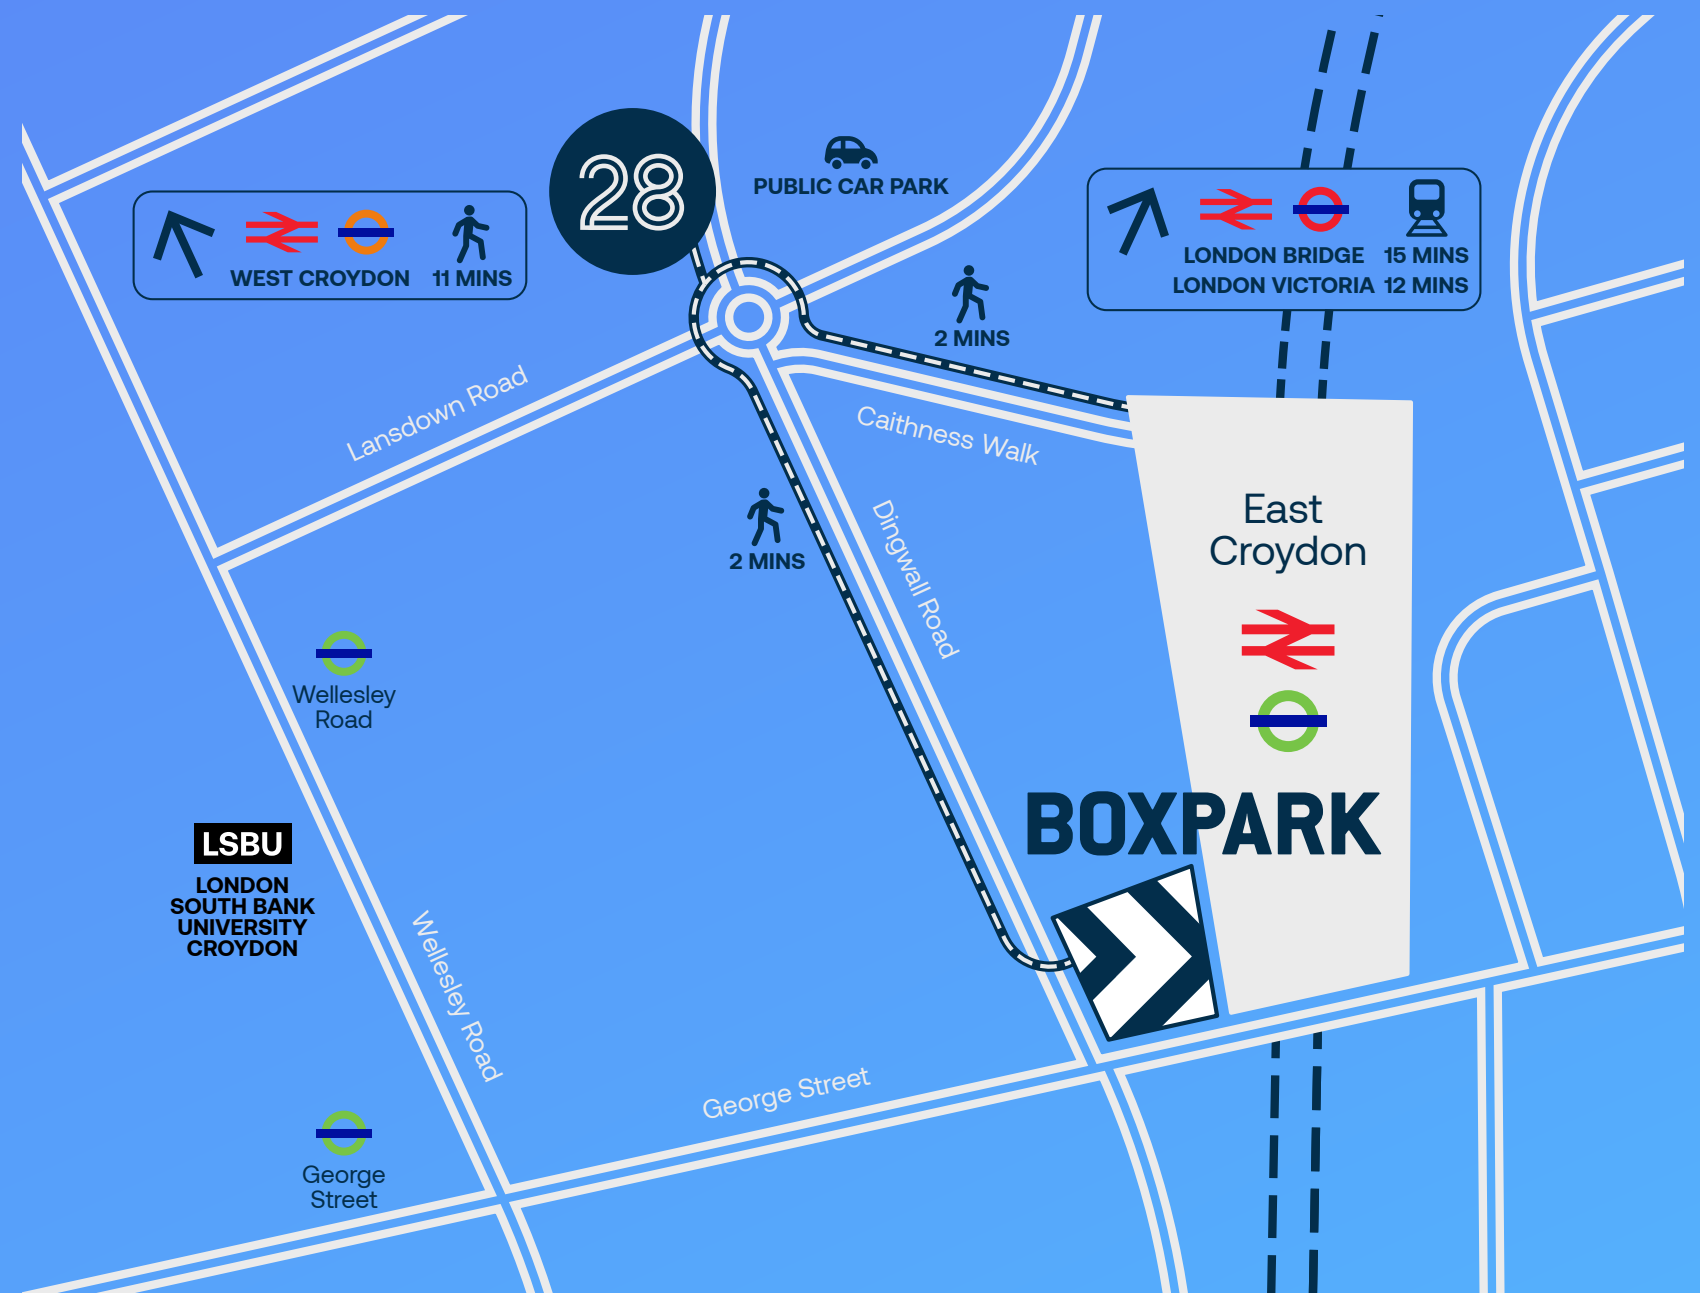 28
PUBLIC CAR PARK
WEST CROYDON 11 MINS
LONDON BRIDGE 15 MINS
LONDON VICTORIA 12 MINS
2 MINS
Lansdown Road
Caithness Walk
2 MINS
Dingwall Road
East
Croydon
Wellesley
Road
BOXPARK
LSBU
LONDON
SOUTH BANK
UNIVERSITY
CROYDON
Wellesley Road
George Street
George
Street